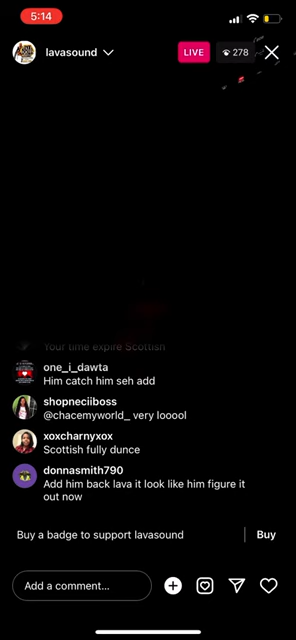 5:14
lavasound
LIVE
278
Your time expire Scottish
one_i_dawta
Him catch him seh add
shopneciiboss
@chacemyworld_ very looool
xoxcharnyxox
Scottish fully dunce
donnasmith790
Add him back lava it look like him figure it
out now
Buy a badge to support lavasound
Buy
Add a comment...